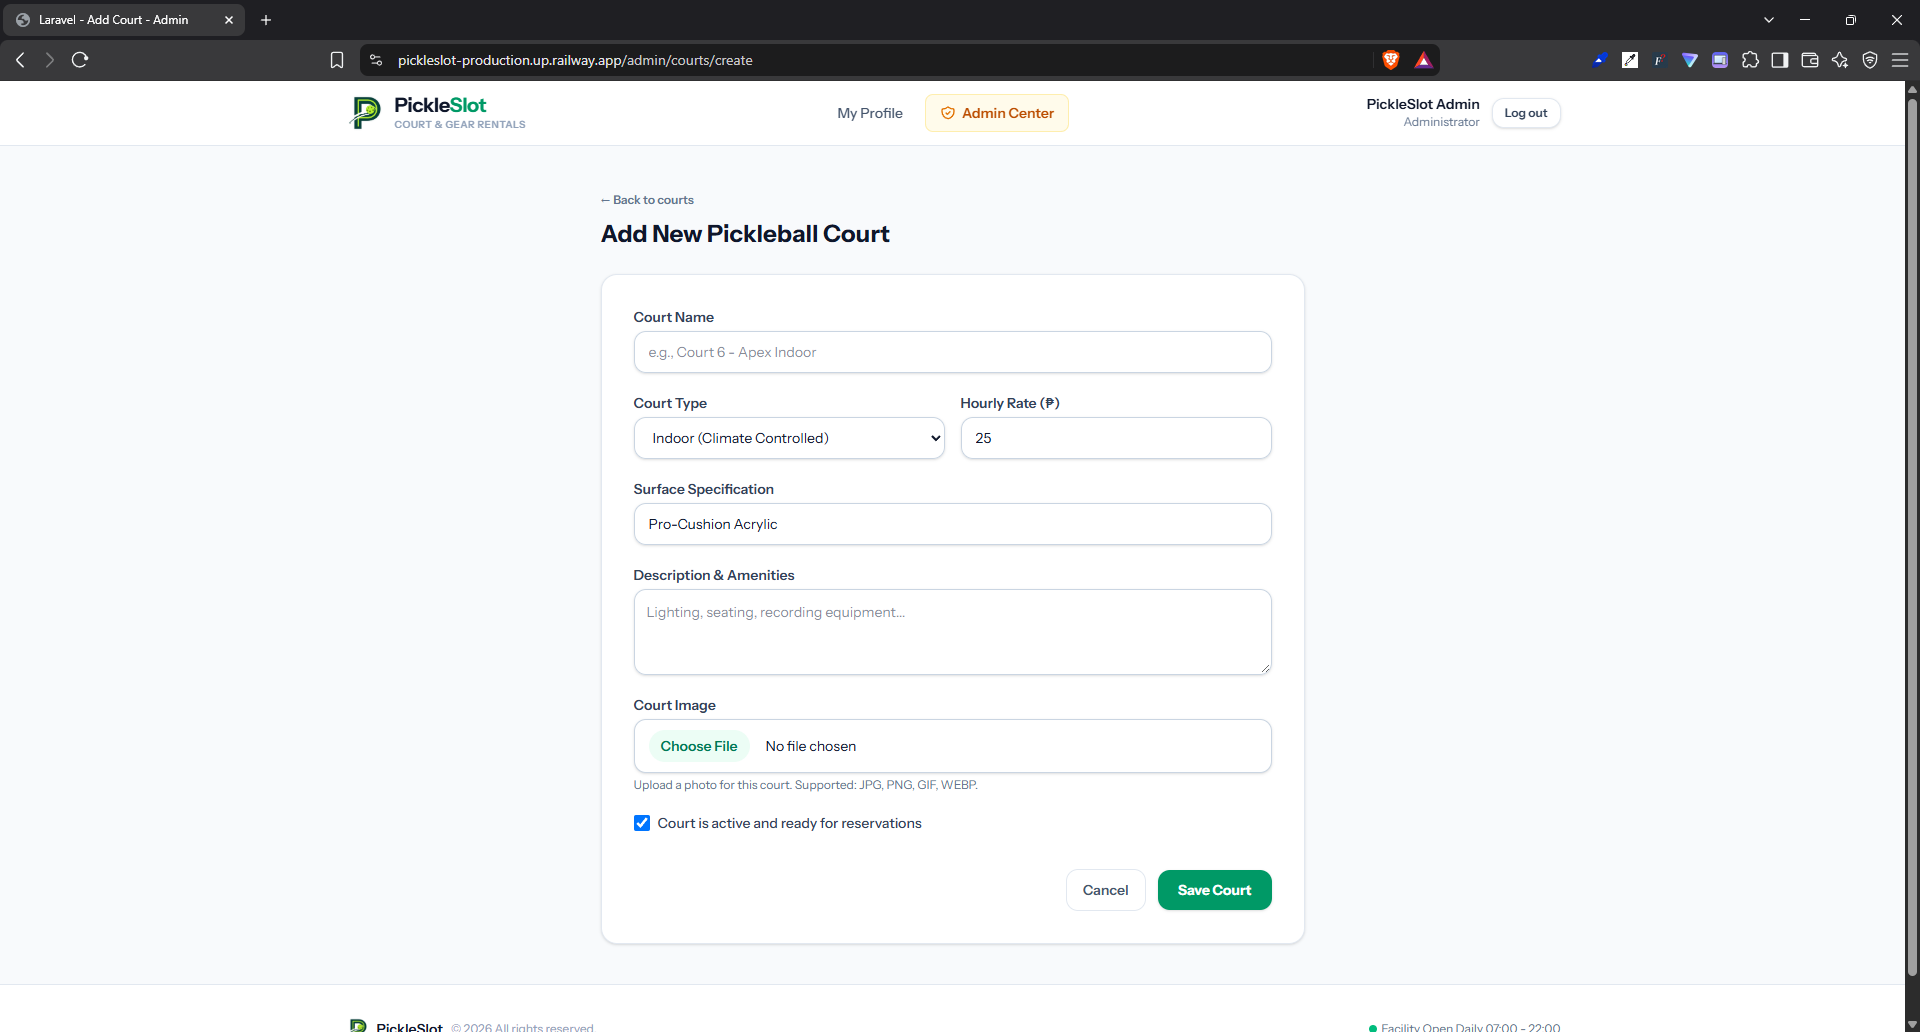 Laravel - Add Court - Admin
pickleslot-production.up.railway.app/admin/courts/create
PickleSlot
COURT & GEAR RENTALS
My Profile
Admin Center
PickleSlot Admin
Administrator
Log out
← Back to courts
Add New Pickleball Court
Court Name
e.g., Court 6 - Apex Indoor
Court Type
Hourly Rate (₱)
Indoor (Climate Controlled)
25
Surface Specification
Pro-Cushion Acrylic
Description & Amenities
Lighting, seating, recording equipment...
Court Image
Choose File No file chosen
Upload a photo for this court. Supported: JPG, PNG, GIF, WEBP.
Court is active and ready for reservations
Cancel
Save Court
PickleSlot © 2026 All rights reserved
Facility Open Daily 07:00 - 22:00